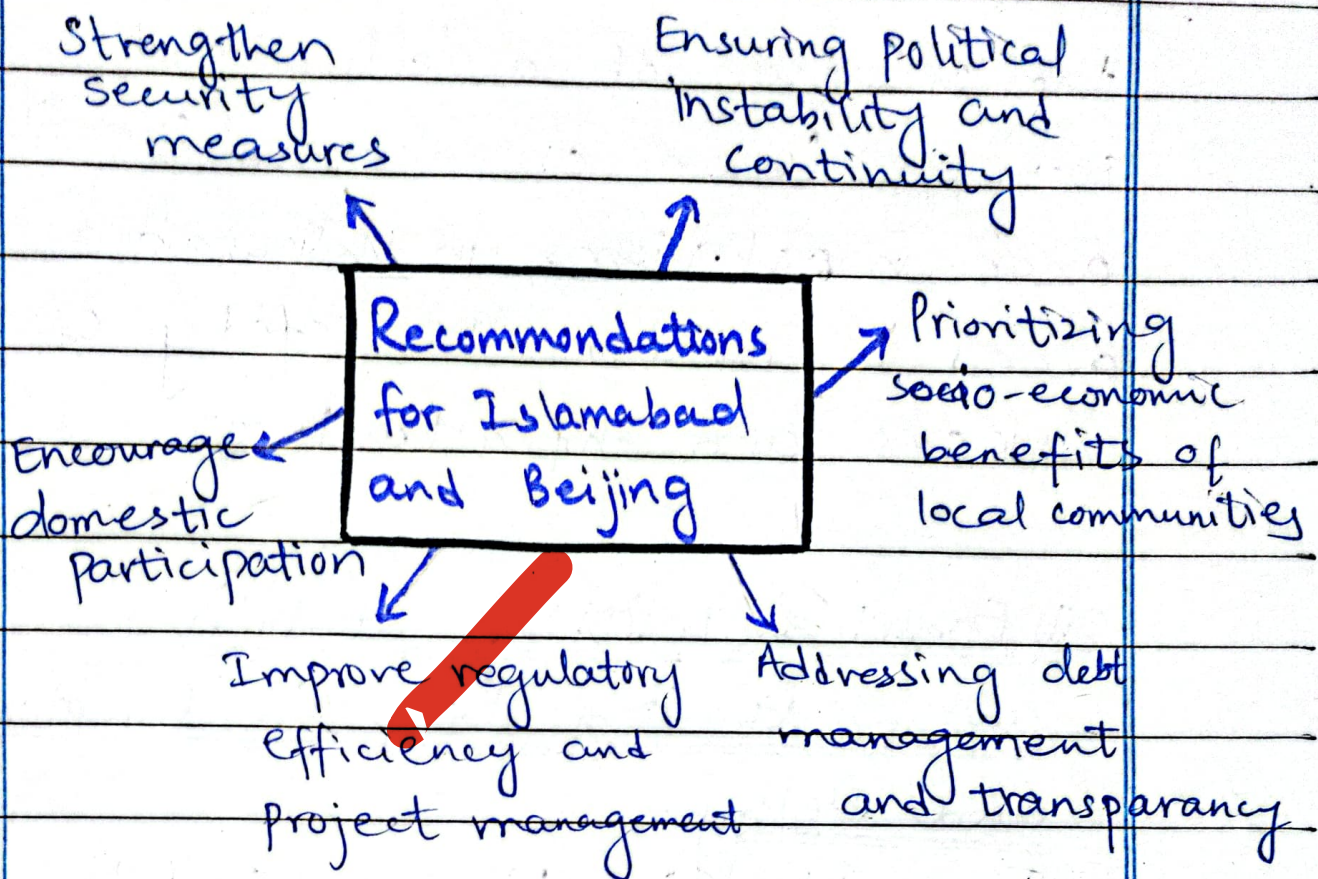 Strengthen
security
measures
Ensuring political
instability and
continuity
Recommondations
for Islamabad
and Beijing
Prioritizing
socio-economic
benefits of
local communities
Encourage
domestic
participation
Improve regulatory
efficiency and
project management
Addressing debt
management
and transparancy